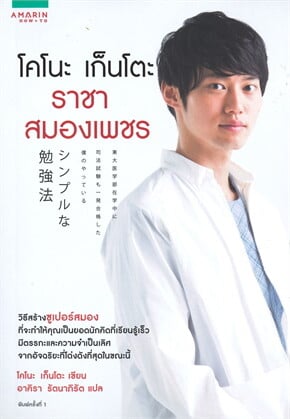 AMARIN
HOW-TO
โคโนะ เก็นโตะ
ราชา
สมองเพชร
東大医学部在学中に
司法試験も一発合格した
僕のやっている
シンプルな
勉強法
วิธีสร้างซูเปอร์สมอง
ที่จะทำให้คุณเป็นยอดนักคิดที่เรียนรู้เร็ว
มีตรรกะและความจำเป็นเลิศ
จากอัจฉริยะที่โด่งดังที่สุดในขณะนี้
โคโนะ เก็นโตะ เขียน
อาคิรา รัตนาภิรัต แปล
พิมพ์ครั้งที่ 1